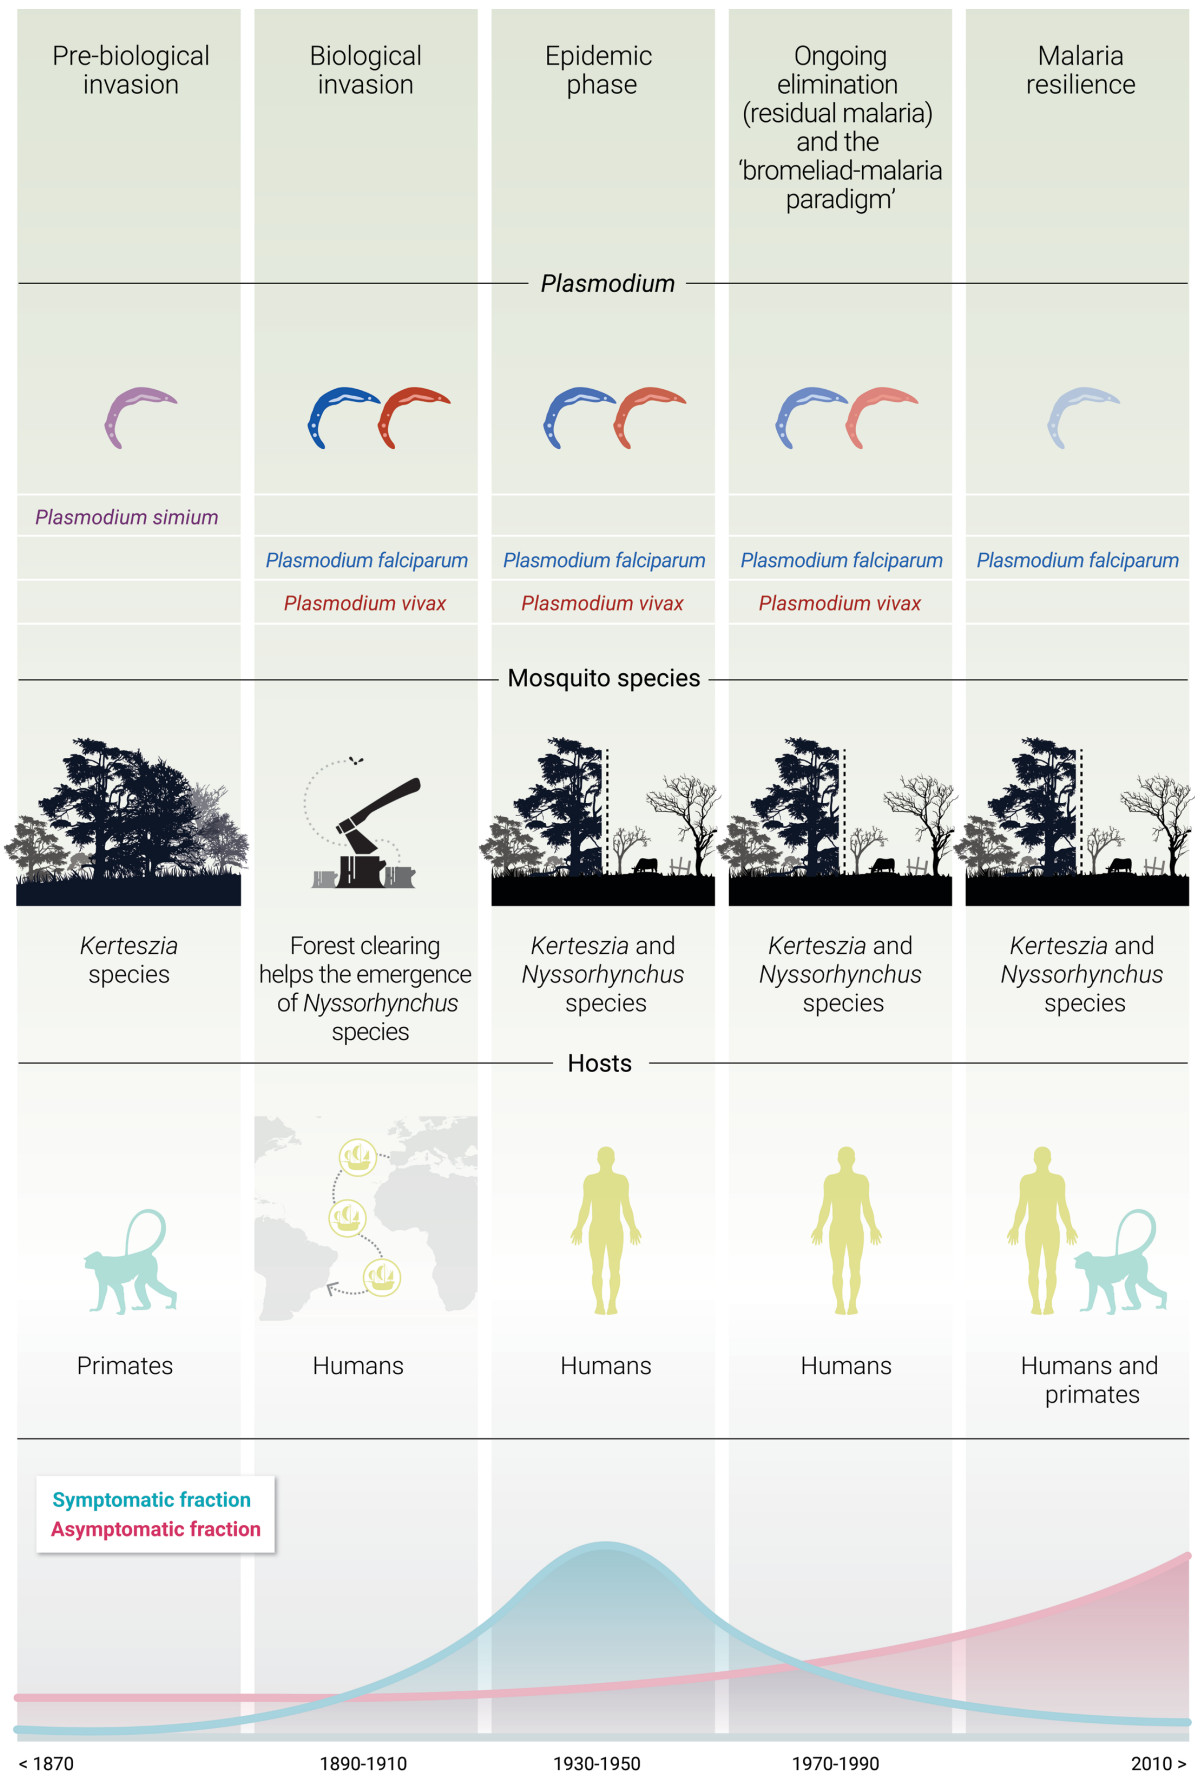 Pre-biological
invasion
Biological
invasion
Epidemic
phase
Ongoing
elimination
(residual malaria)
and the
‘bromeliad-malaria
paradigm’
Malaria
resilience
Plasmodium
Plasmodium simium
Plasmodium falciparum
Plasmodium falciparum
Plasmodium falciparum
Plasmodium falciparum
Plasmodium vivax
Plasmodium vivax
Plasmodium vivax
Mosquito species
Kerteszia
species
Forest clearing
helps the emergence
of Nyssorhynchus
species
Kerteszia and
Nyssorhynchus
species
Kerteszia and
Nyssorhynchus
species
Kerteszia and
Nyssorhynchus
species
Hosts
Primates
Humans
Humans
Humans
Humans and
primates
Symptomatic fraction
Asymptomatic fraction
< 1870
1890-1910
1930-1950
1970-1990
2010 >